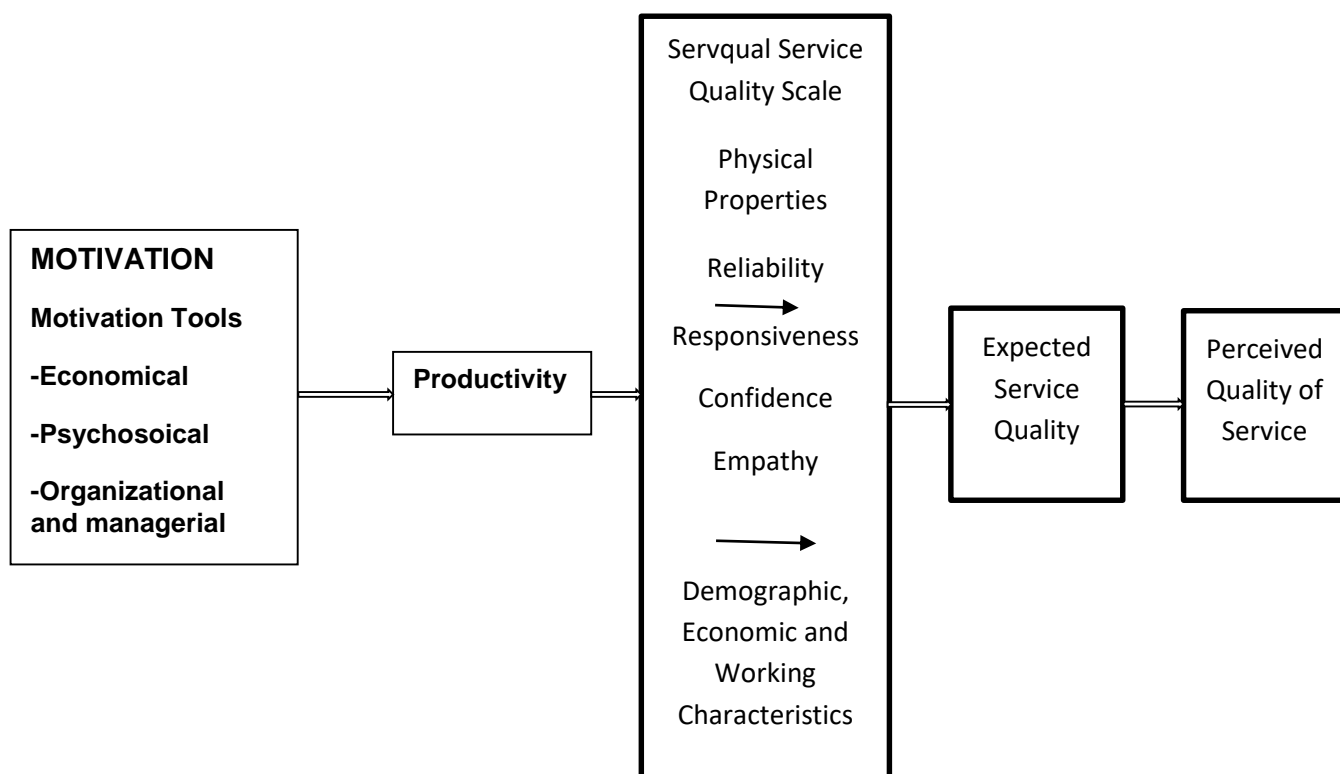 MOTIVATION
Motivation Tools
-Economical
-Psychosoical
-Organizational
and managerial
Productivity
Servqual Service
Quality Scale
Physical
Properties
Reliability
Responsiveness
Confidence
Empathy
Demographic,
Economic and
Working
Characteristics
Expected
Service
Quality
Perceived
Quality of
Service